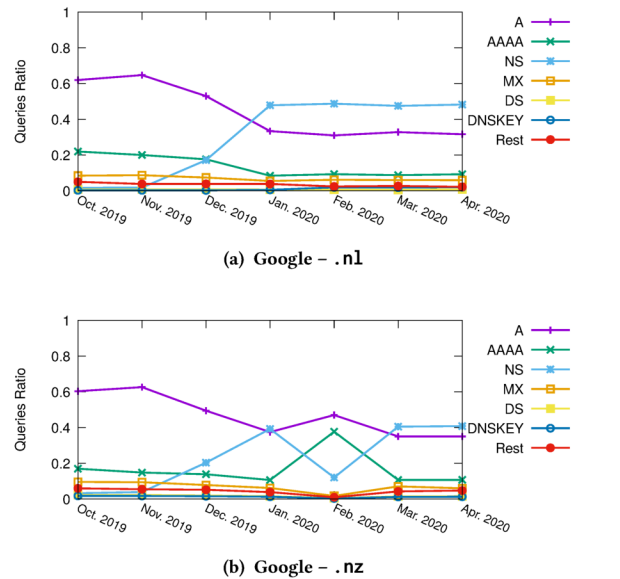 1
0.8
0.6
0.4
0.2
0
Queries Ratio
Oct. 2019
Nov. 2019
Dec. 2019
Jan. 2020
Feb. 2020
Mar. 2020
Apr. 2020
A
AAAA
NS
MX
DS
DNSKEY
Rest
(a) Google – .nl
1
0.8
0.6
0.4
0.2
0
Queries Ratio
Oct. 2019
Nov. 2019
Dec. 2019
Jan. 2020
Feb. 2020
Mar. 2020
Apr. 2020
A
AAAA
NS
MX
DS
DNSKEY
Rest
(b) Google – .nz